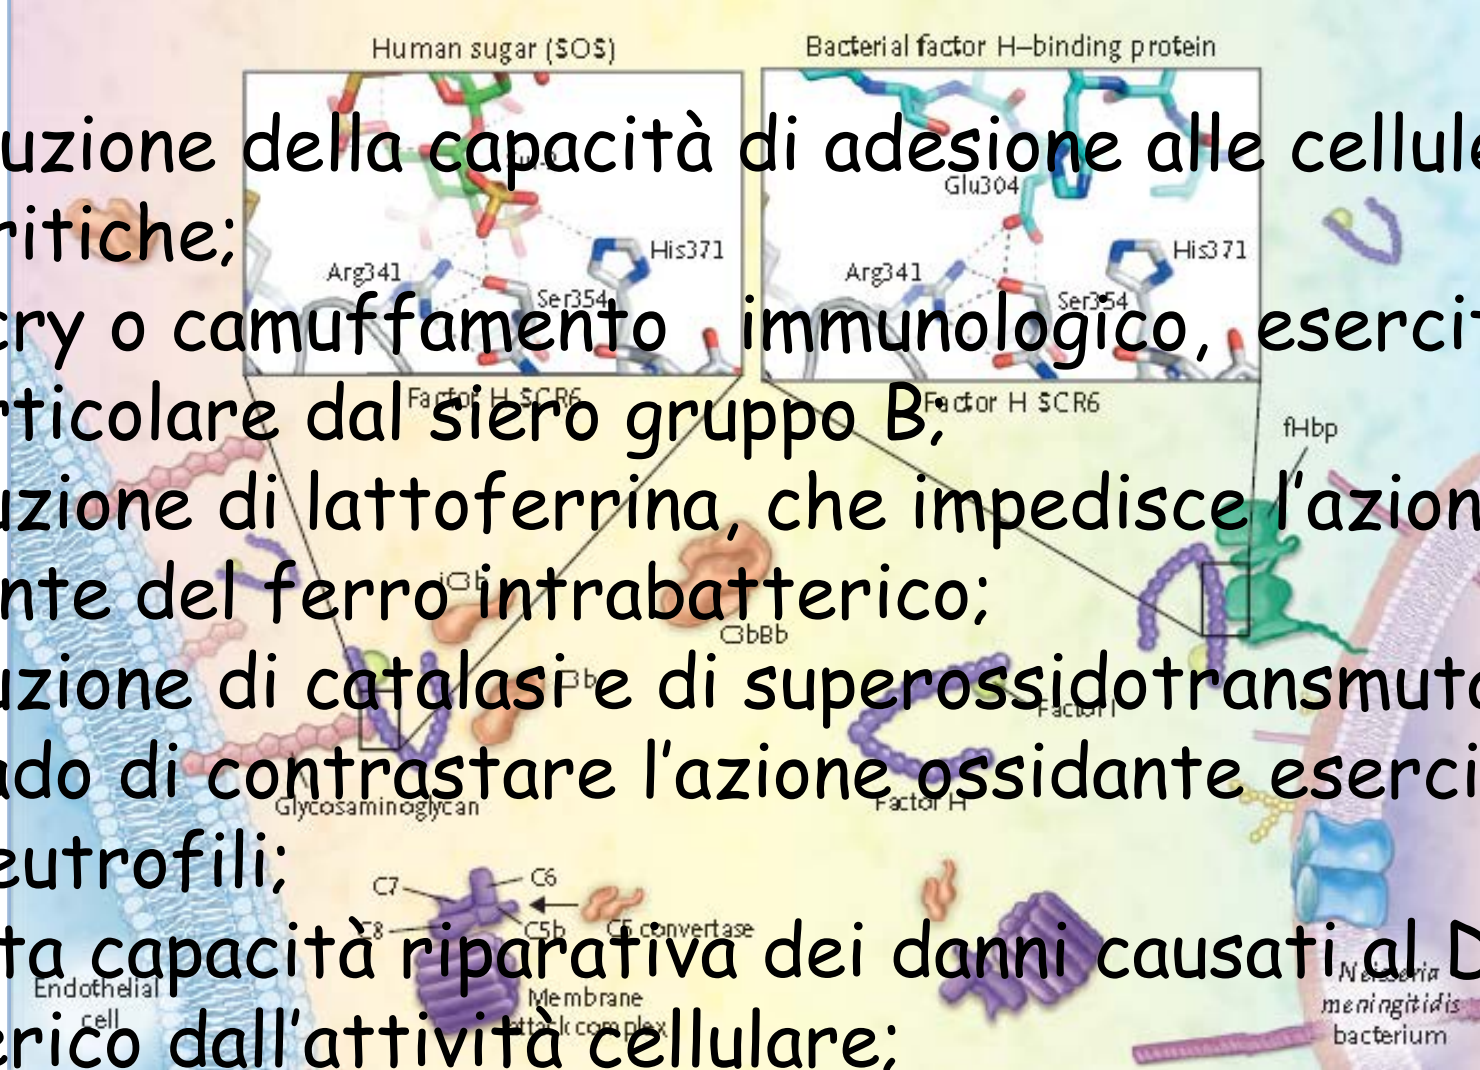 Human sugar (SOS)
Bacterial factor H–binding protein
uzione della capacità di adesione alle cellule
Glu304
ritiche;
His371
His371
Arg341
Arg341
Ser354
Ser354
cry o camuffamento immunologico, esercit
Factor H SCR6
Factor H SCR6
rticolare dal siero gruppo B;
fHbp
uzione di lattoferrina, che impedisce l'azion
iC3b
nte del ferro intrabatterico;
C3bBb
uzione di catalasi e di superossidotransmuta
C3b
Factor I
ado di contrastare l'azione ossidante eserci
Glycosaminoglycan
Factor H
eutrofili;
C7
C6
C8
C5b
C5 convertase
ta capacità riparativa dei danni causati al D
Endothelial
cell
Membrane
attack complex
Neisseria
meningitidis
bacterium
erico dall'attività cellulare;